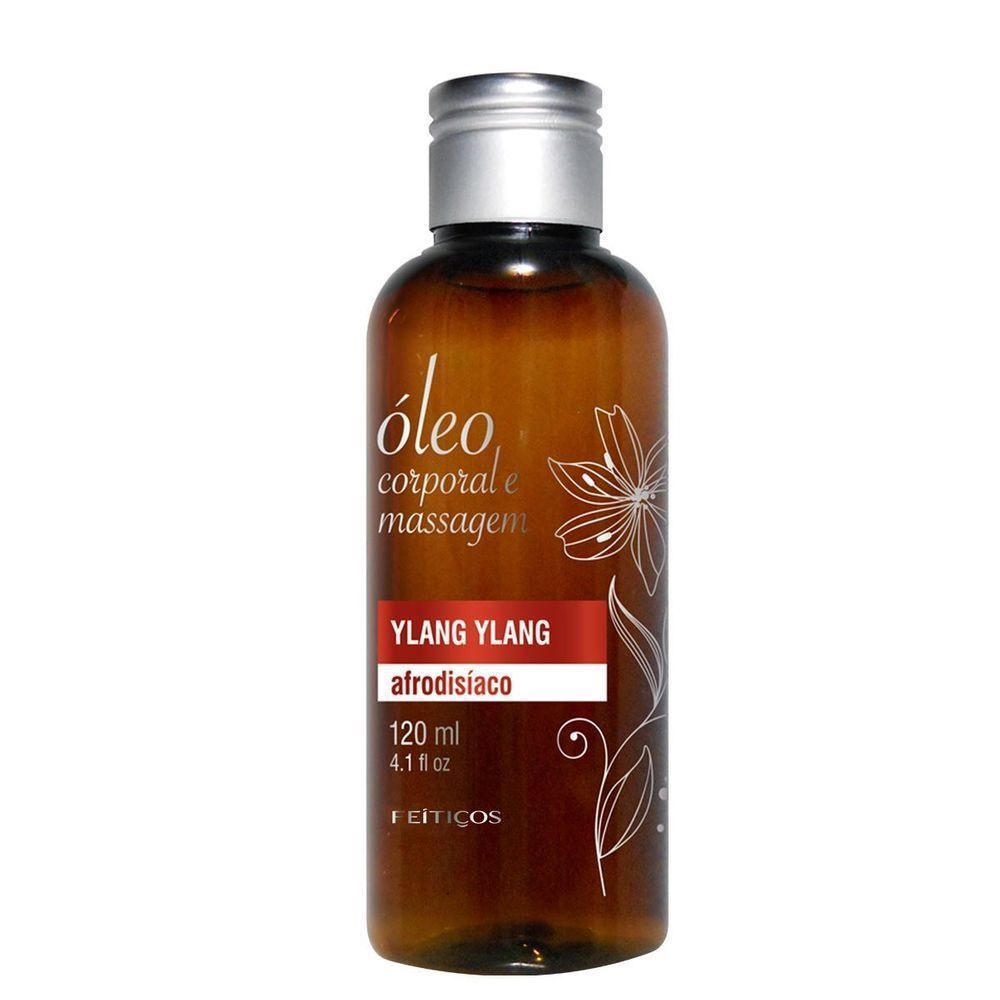 óleo
corporal e
massagem
YLANG YLANG
afrodisíaco
120 ml
4.1 fl oz
FEITIÇOS